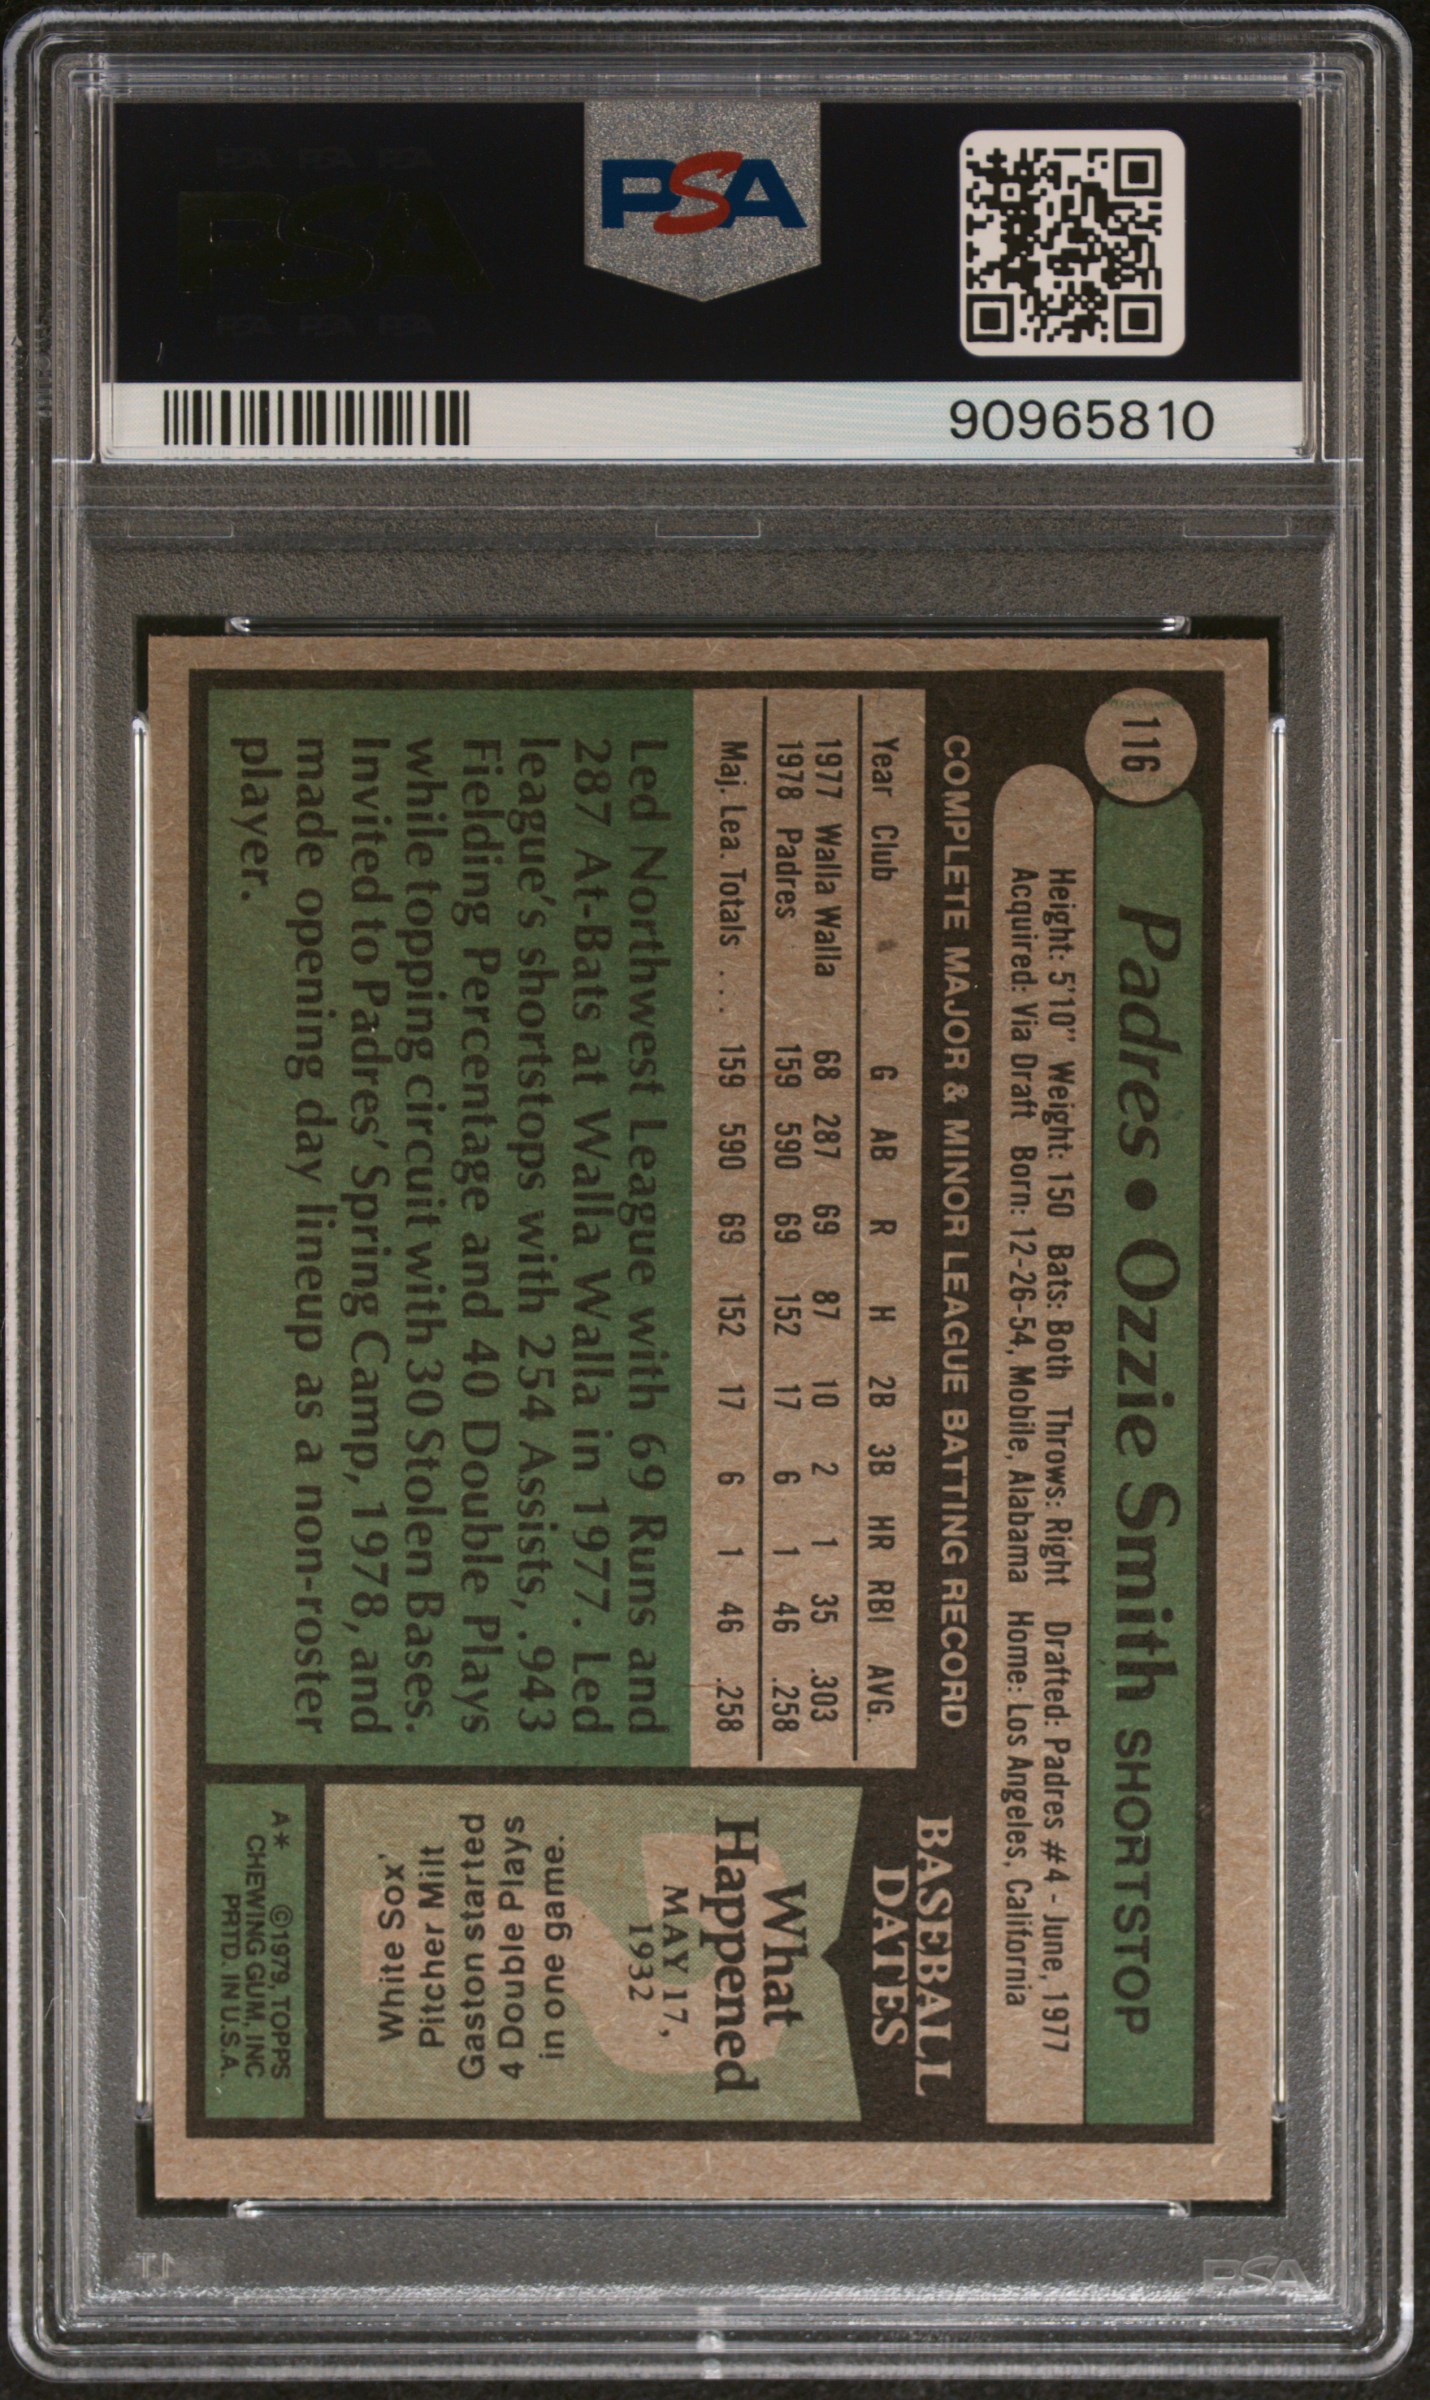 PSA PSA PSA
PSA
PSA PSA PSA
PSA
90965810
116
Padres • Ozzie Smith SHORTSTOP
Height: 5'10" Weight: 150 Bats: Both Throws: Right Drafted: Padres #4 - June, 1977
Acquired: Via Draft Born: 12-26-54, Mobile, Alabama Home: Los Angeles, California
COMPLETE MAJOR & MINOR LEAGUE BATTING RECORD
Year Club G AB R H 2B 3B HR RBI AVG.
1977 Walla Walla 68 287 69 87 10 2 1 35 .303
1978 Padres 159 590 69 152 17 6 1 46 .258
Maj. Lea. Totals . . . 159 590 69 152 17 6 1 46 .258
Led Northwest League with 69 Runs and
287 At-Bats at Walla Walla in 1977. Led
league's shortstops with 254 Assists, .943
Fielding Percentage and 40 Double Plays
while topping circuit with 30 Stolen Bases.
Invited to Padres' Spring Camp, 1978, and
made opening day lineup as a non-roster
player.
BASEBALL
DATES
What
Happened
MAY 17,
1932
White Sox'
Pitcher Milt
Gaston started
4 Double Plays
in one game.
A* ©1979, TOPPS
CHEWING GUM, INC
PRTD. IN U.S.A.
PSA